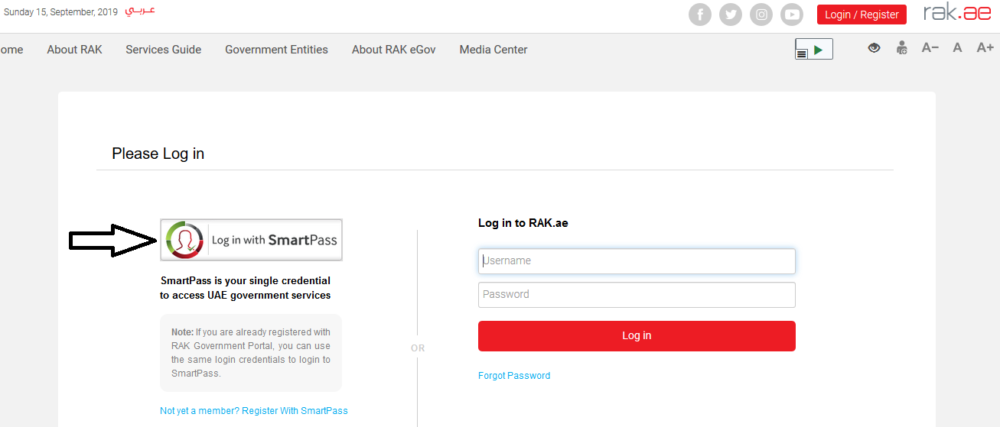 Sunday 15, September, 2019 عـربـي
Login / Register
rak.ae
ome About RAK Services Guide Government Entities About RAK eGov Media Center
A− A A+
Please Log in
Log in with SmartPass
SmartPass is your single credential
to access UAE government services
Note: If you are already registered with
RAK Government Portal, you can use
the same login credentials to login to
SmartPass.
Not yet a member? Register With SmartPass
OR
Log in to RAK.ae
Username
Password
Log in
Forgot Password